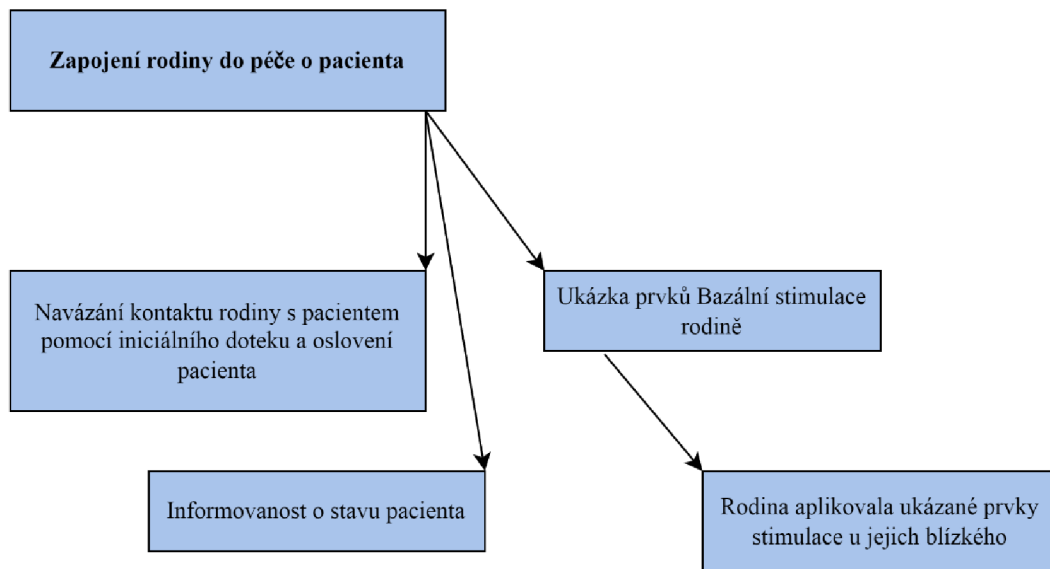 Zapojení rodiny do péče o pacienta
Navázání kontaktu rodiny s pacientem
pomocí iniciálního doteku a oslovení
pacienta
Ukázka prvků Bazální stimulace
rodině
Informovanost o stavu pacienta
Rodina aplikovala ukázané prvky
stimulace u jejich blízkého